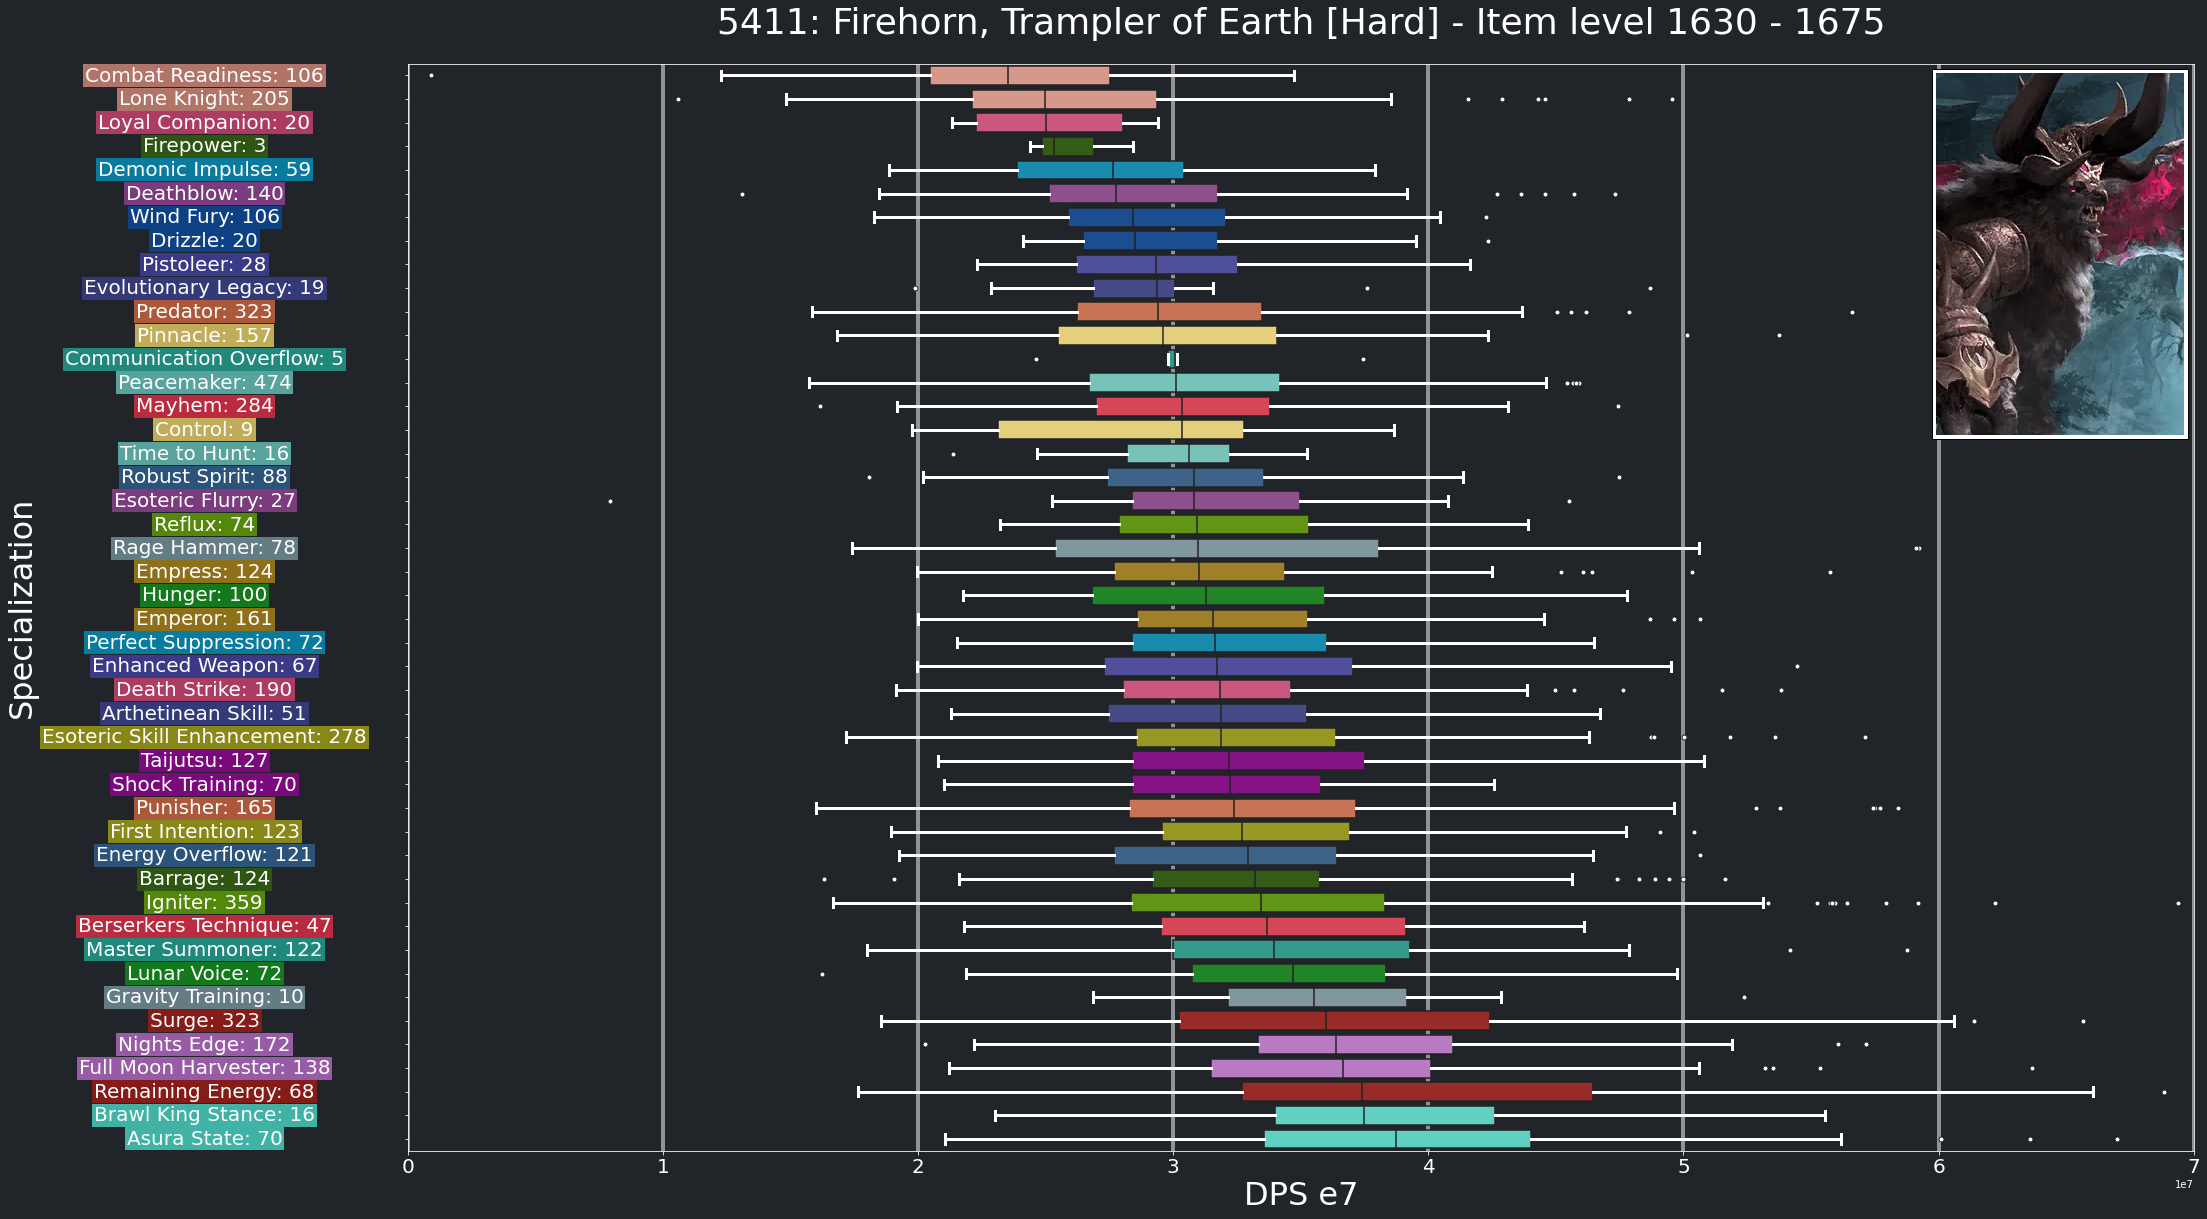 5411: Firehorn, Trampler of Earth [Hard] - Item level 1630 - 1675
Specialization
Combat Readiness: 106
Lone Knight: 205
Loyal Companion: 20
Firepower: 3
Demonic Impulse: 59
Deathblow: 140
Wind Fury: 106
Drizzle: 20
Pistoleer: 28
Evolutionary Legacy: 19
Predator: 323
Pinnacle: 157
Communication Overflow: 5
Peacemaker: 474
Mayhem: 284
Control: 9
Time to Hunt: 16
Robust Spirit: 88
Esoteric Flurry: 27
Reflux: 74
Rage Hammer: 78
Empress: 124
Hunger: 100
Emperor: 161
Perfect Suppression: 72
Enhanced Weapon: 67
Death Strike: 190
Arthetinean Skill: 51
Esoteric Skill Enhancement: 278
Taijutsu: 127
Shock Training: 70
Punisher: 165
First Intention: 123
Energy Overflow: 121
Barrage: 124
Igniter: 359
Berserkers Technique: 47
Master Summoner: 122
Lunar Voice: 72
Gravity Training: 10
Surge: 323
Nights Edge: 172
Full Moon Harvester: 138
Remaining Energy: 68
Brawl King Stance: 16
Asura State: 70
0 1 2 3 4 5 6 7
DPS e7
1e7